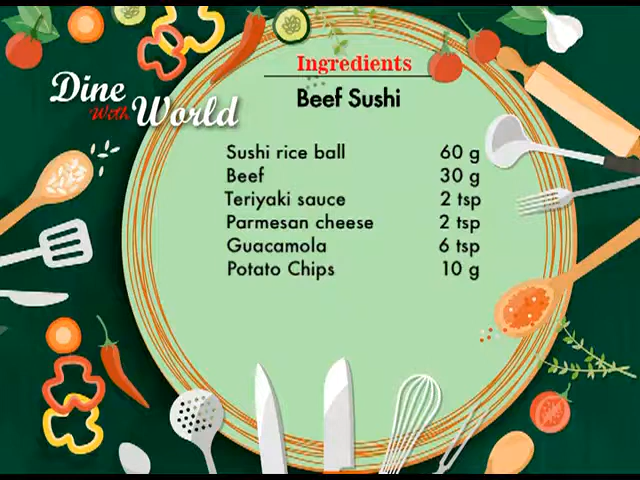 Ingredients
Beef Sushi
Dine
With World
Sushi rice ball 60 g
Beef 30 g
Teriyaki sauce 2 tsp
Parmesan cheese 2 tsp
Guacamola 6 tsp
Potato Chips 10 g